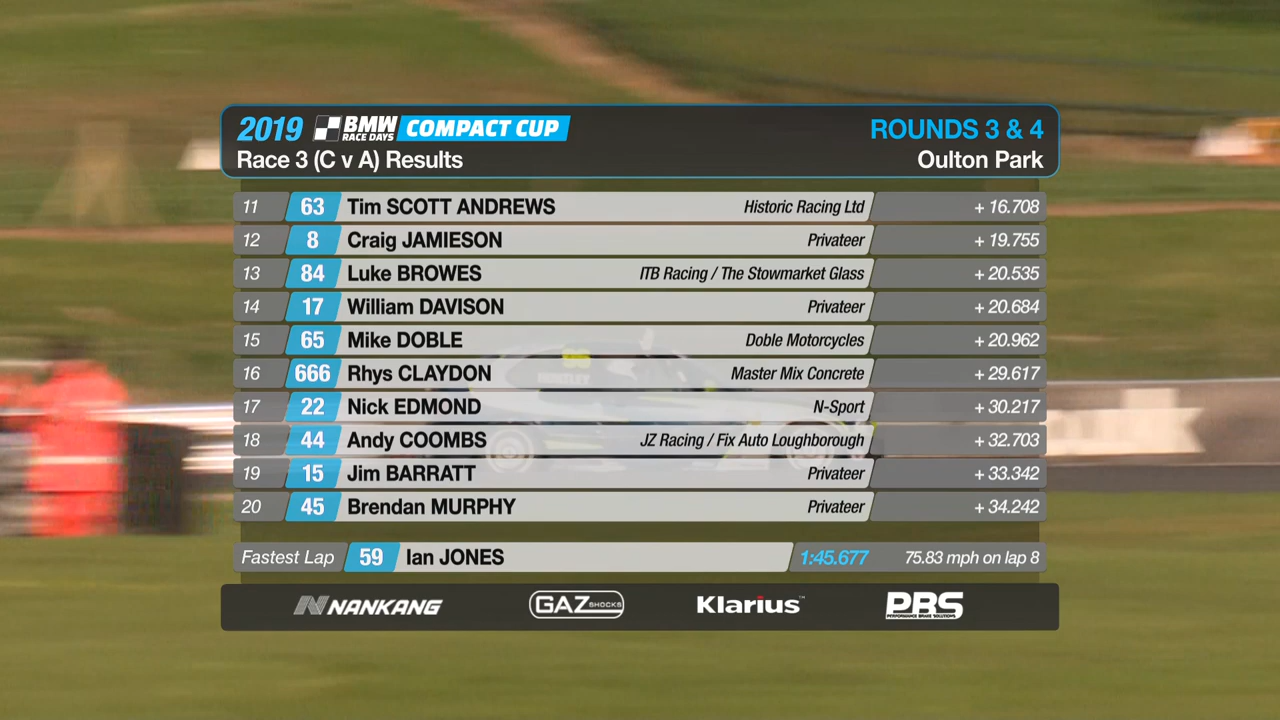 2019 BMW RACE DAYS COMPACT CUP ROUNDS 3 & 4
Race 3 (C v A) Results Oulton Park
11 63 Tim SCOTT ANDREWS Historic Racing Ltd + 16.708
12 8 Craig JAMIESON Privateer + 19.755
13 84 Luke BROWES ITB Racing / The Stowmarket Glass + 20.535
14 17 William DAVISON Privateer + 20.684
15 65 Mike DOBLE Doble Motorcycles + 20.962
16 666 Rhys CLAYDON Master Mix Concrete + 29.617
17 22 Nick EDMOND N-Sport + 30.217
18 44 Andy COOMBS JZ Racing / Fix Auto Loughborough + 32.703
19 15 Jim BARRATT Privateer + 33.342
20 45 Brendan MURPHY Privateer + 34.242
Fastest Lap 59 Ian JONES 1:45.677 75.83 mph on lap 8
NANKANG GAZ SHOCKS Klarius™ PBS PERFORMANCE BRAKE SOLUTIONS